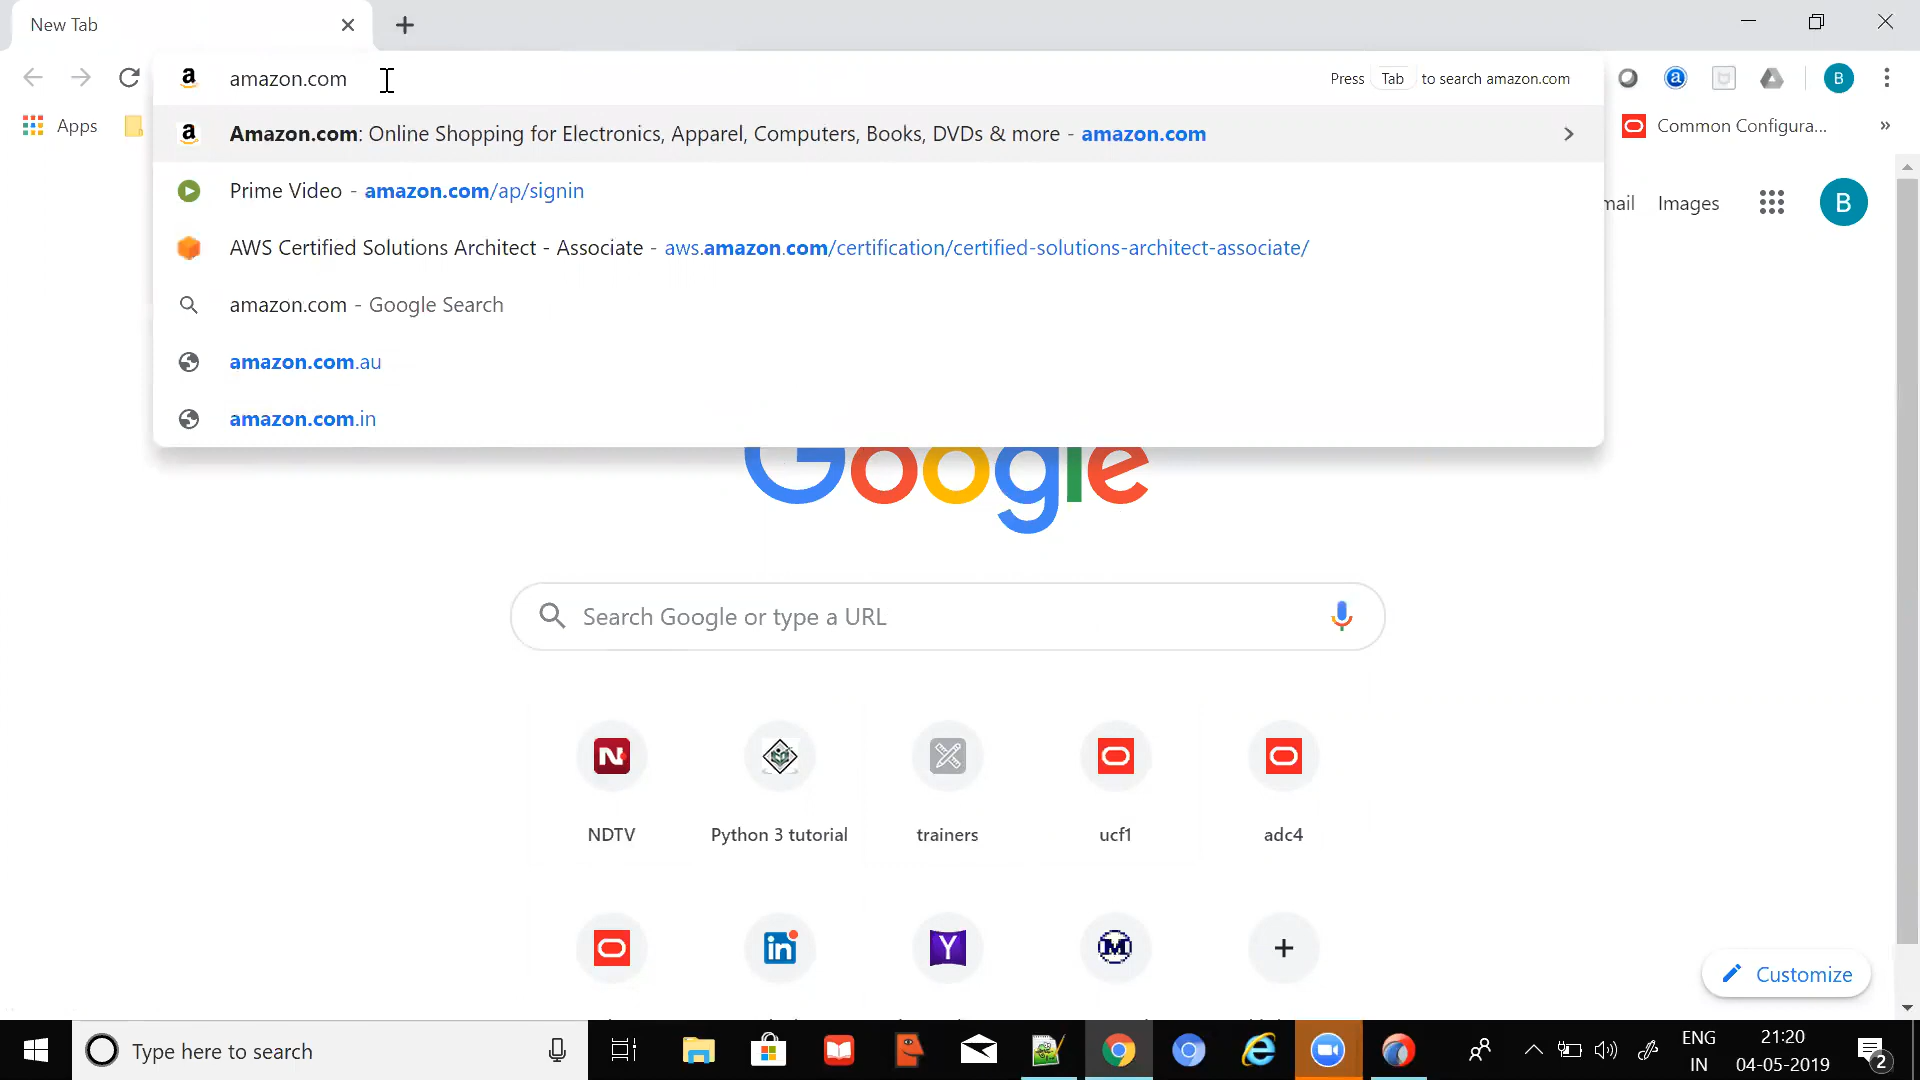 New Tab
amazon.com
Press Tab to search amazon.com
Amazon.com: Online Shopping for Electronics, Apparel, Computers, Books, DVDs & more - amazon.com
Prime Video - amazon.com/ap/signin
AWS Certified Solutions Architect - Associate - aws.amazon.com/certification/certified-solutions-architect-associate/
amazon.com - Google Search
amazon.com.au
amazon.com.in
Apps
Common Configura...
B
Images
B
Google
Search Google or type a URL
NDTV
Python 3 tutorial
trainers
ucf1
adc4
Customize
Type here to search
ENG
IN
21:20
04-05-2019
2